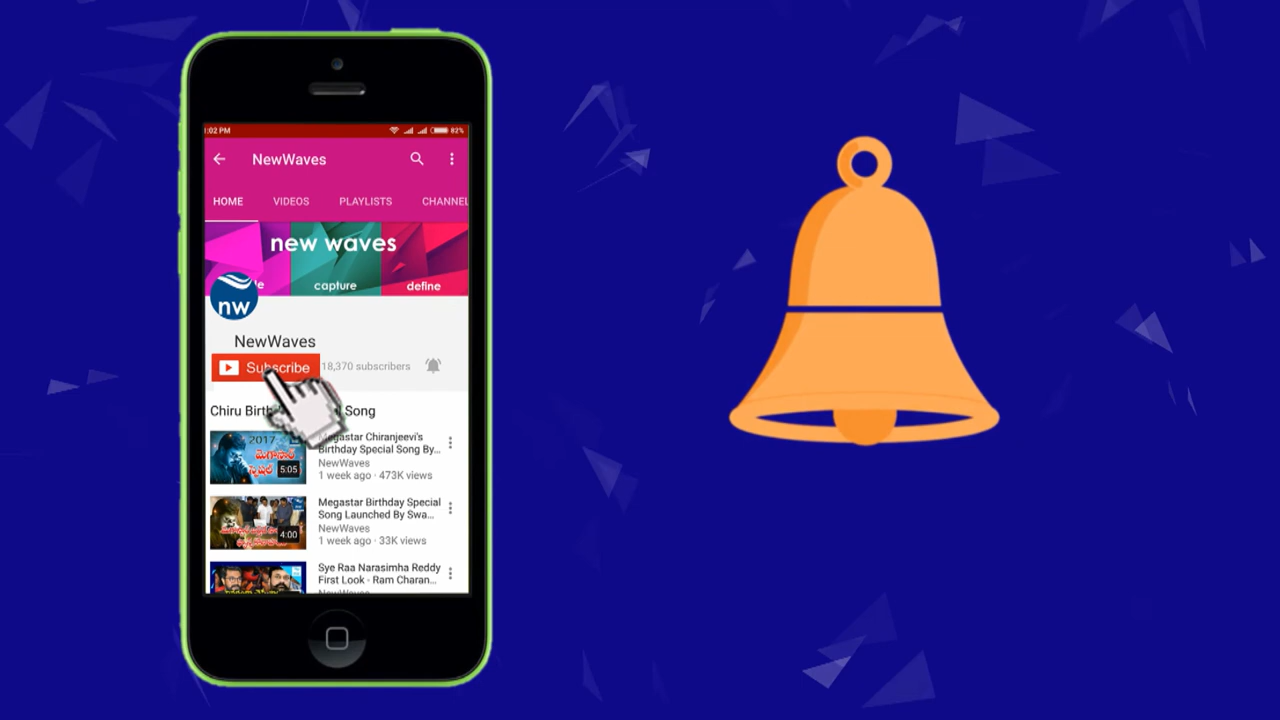 1:02 PM
82%
NewWaves
HOME
VIDEOS
PLAYLISTS
CHANNEL
new waves
capture
define
nw
NewWaves
Subscribe
18,370 subscribers
Chiru Birth
Song
2017
మెగాస్టార్
స్పెషల్
5:05
Megastar Chiranjeevi's
Birthday Special Song By...
NewWaves
1 week ago · 473K views
4:00
Megastar Birthday Special
Song Launched By Swa...
NewWaves
1 week ago · 33K views
Sye Raa Narasimha Reddy
First Look - Ram Charan...
NewWaves